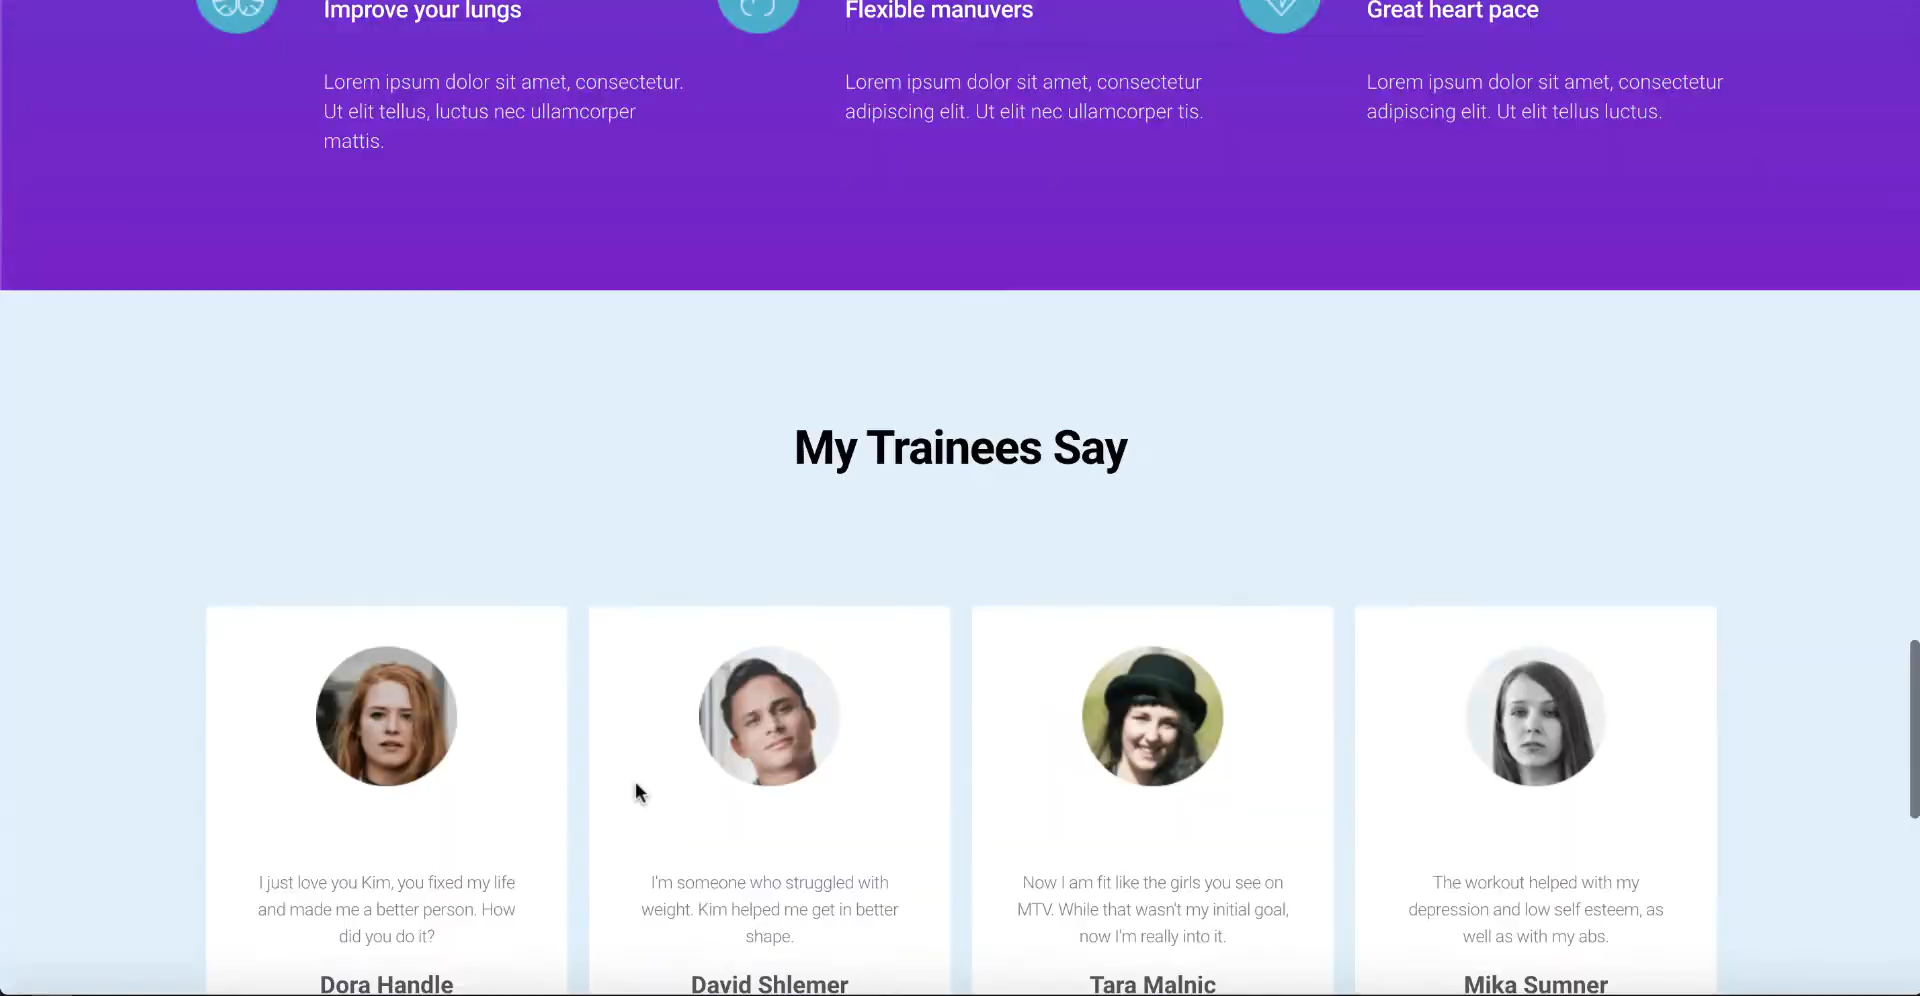 Improve your lungs
Flexible manuvers
Great heart pace
Lorem ipsum dolor sit amet, consectetur.
Ut elit tellus, luctus nec ullamcorper
mattis.
Lorem ipsum dolor sit amet, consectetur
adipiscing elit. Ut elit nec ullamcorper tis.
Lorem ipsum dolor sit amet, consectetur
adipiscing elit. Ut elit tellus luctus.
My Trainees Say
I just love you Kim, you fixed my life
and made me a better person. How
did you do it?
Dora Handle
I'm someone who struggled with
weight. Kim helped me get in better
shape.
David Shlemer
Now I am fit like the girls you see on
MTV. While that wasn't my initial goal,
now I'm really into it.
Tara Malnic
The workout helped with my
depression and low self esteem, as
well as with my abs.
Mika Sumner